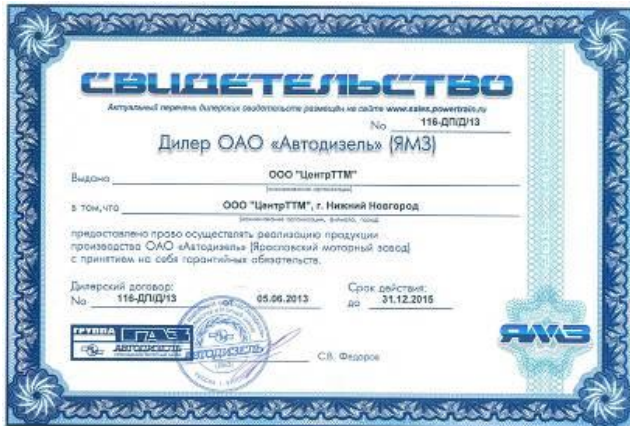 СВИДЕТЕЛЬСТВО
Актуальный перечень дилерских свидетельств размещён на сайте www.sales.powertrain.ru
No 116-ДП/Д/13
Дилер ОАО «Автодизель» (ЯМЗ)
Выдано ООО "ЦентрТТМ"
в том, что ООО "ЦентрТТМ", г. Нижний Новгород
предоставлено право осуществлять реализацию продукции
производства ОАО «Автодизель» (Ярославский моторный завод)
с принятием на себя гарантийных обязательств.
Дилерский договор: Срок действия:
No 116-ДП/Д/13 от 05.06.2013 до 31.12.2015
ГРУППА ГАЗ
АВТОДИЗЕЛЬ
АВТОДИЗЕЛЬ
С.В. Федоров
ЯМЗ